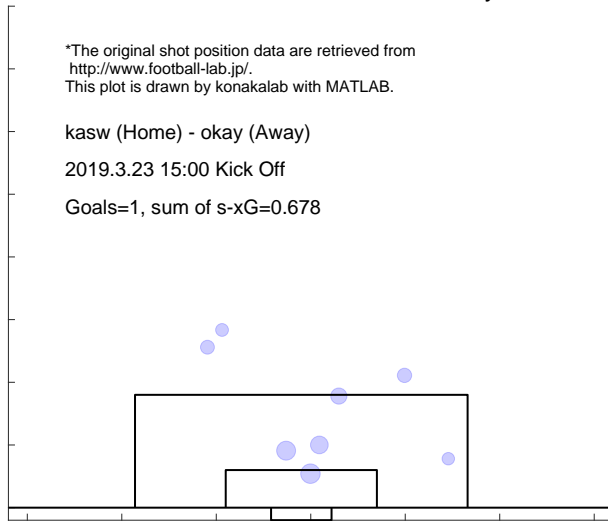 *The original shot position data are retrieved from
http://www.football-lab.jp/.
This plot is drawn by konakalab with MATLAB.
kasw (Home) - okay (Away)
2019.3.23 15:00 Kick Off
Goals=1, sum of s-xG=0.678